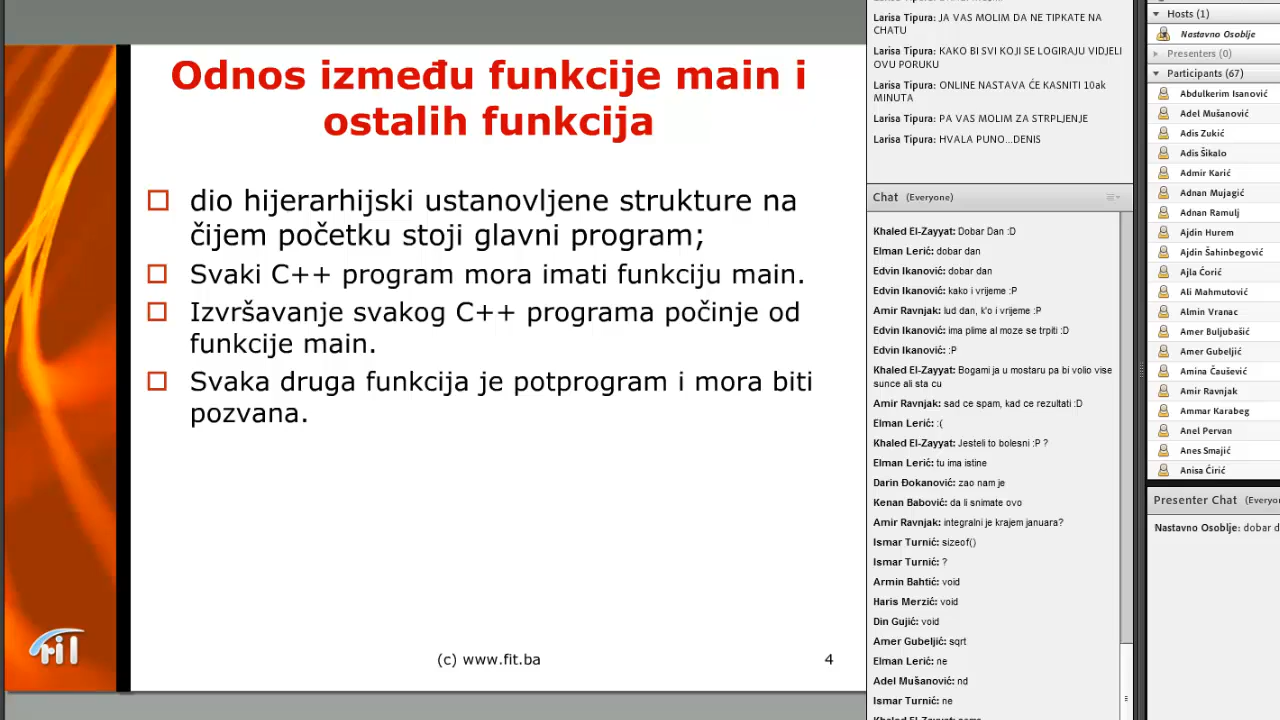 Odnos između funkcije main i
ostalih funkcija
dio hijerarhijski ustanovljene strukture na
čijem početku stoji glavni program;
Svaki C++ program mora imati funkciju main.
Izvršavanje svakog C++ programa počinje od
funkcije main.
Svaka druga funkcija je potprogram i mora biti
pozvana.
(c) www.fit.ba
4
Larisa Tipura: JA VAS MOLIM DA NE TIPKATE NA
CHATU
Larisa Tipura: KAKO BI SVI KOJI SE LOGIRAJU VIDJELI
OVU PORUKU
Larisa Tipura: ONLINE NASTAVA ĆE KASNITI 10ak
MINUTA
Larisa Tipura: PA VAS MOLIM ZA STRPLJENJE
Larisa Tipura: HVALA PUNO...DENIS
Chat (Everyone)
Khaled El-Zayyat: Dobar Dan :D
Elman Lerić: dobar dan
Edvin Ikanović: dobar dan
Edvin Ikanović: kako i vrijeme :P
Amir Ravnjak: lud dan, k'o i vrijeme :P
Edvin Ikanović: ima plime al moze se trpiti :D
Edvin Ikanović: :P
Khaled El-Zayyat: Bogami ja u mostaru pa bi volio vise
sunce ali sta cu
Amir Ravnjak: sad ce spam, kad ce rezultati :D
Elman Lerić: :(
Khaled El-Zayyat: Jesteli to bolesni :P ?
Elman Lerić: tu ima istine
Darin Đokanović: zao nam je
Kenan Babović: da li snimate ovo
Amir Ravnjak: integralni je krajem januara?
Ismar Turnić: sizeof()
Ismar Turnić: ?
Armin Bahtić: void
Haris Merzić: void
Din Gujić: void
Amer Gubeljić: sqrt
Elman Lerić: ne
Adel Mušanović: nd
Ismar Turnić: ne
Hosts (1)
Nastavno Osoblje
Presenters (0)
Participants (67)
Abdulkerim Isanović
Adel Mušanović
Adis Zukić
Adis Šikalo
Admir Karić
Adnan Mujagić
Adnan Ramulj
Ajdin Hurem
Ajdin Šahinbegović
Ajla Ćorić
Ali Mahmutović
Almin Vranac
Amer Buljubašić
Amer Gubeljić
Amina Čaušević
Amir Ravnjak
Ammar Karabeg
Anel Pervan
Anes Smajić
Anisa Ćirić
Presenter Chat (Everyo
Nastavno Osoblje: dobar d